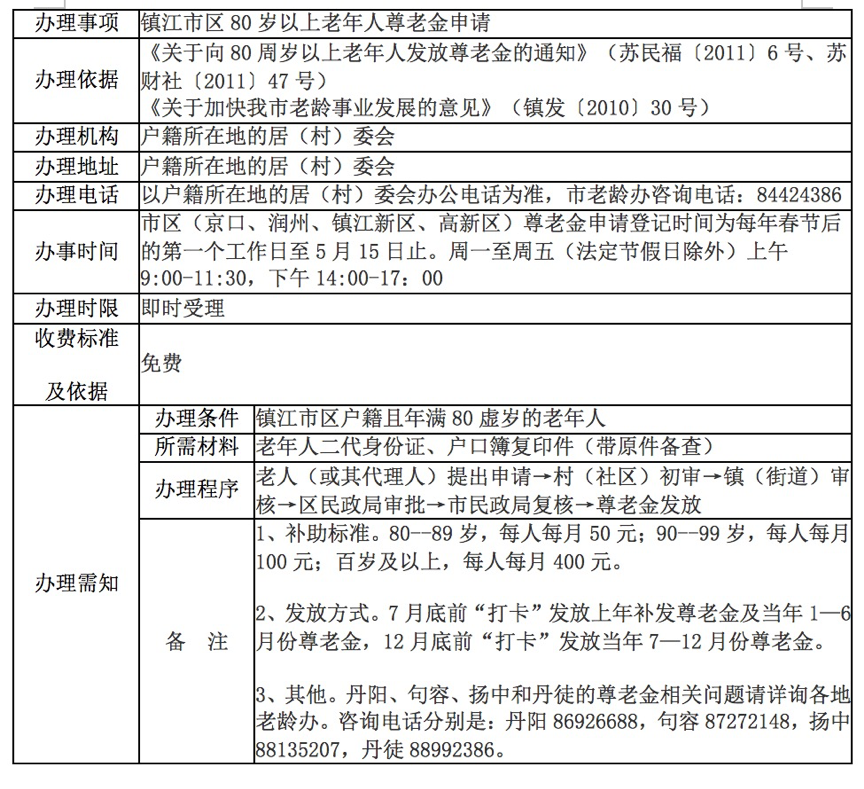 办理事项 镇江市区 80 岁以上老年人尊老金申请
办理依据 《关于向 80 周岁以上老年人发放尊老金的通知》（苏民福〔2011〕6 号、苏
财社〔2011〕47 号）
《关于加快我市老龄事业发展的意见》（镇发〔2010〕30 号）
办理机构 户籍所在地的居（村）委会
办理地址 户籍所在地的居（村）委会
办理电话 以户籍所在地的居（村）委会办公电话为准，市老龄办咨询电话：84424386
办事时间 市区（京口、润州、镇江新区、高新区）尊老金申请登记时间为每年春节后
的第一个工作日至 5 月 15 日止。周一至周五（法定节假日除外）上午
9:00-11:30，下午 14:00-17：00
办理时限 即时受理
收费标准
及依据
免费
办理需知
办理条件 镇江市区户籍且年满 80 虚岁的老年人
所需材料 老年人二代身份证、户口簿复印件（带原件备查）
办理程序 老人（或其代理人）提出申请→村（社区）初审→镇（街道）审
核→区民政局审批→市民政局复核→尊老金发放
备 注
1、补助标准。80--89 岁，每人每月 50 元；90--99 岁，每人每月
100 元；百岁及以上，每人每月 400 元。
2、发放方式。7 月底前“打卡”发放上年补发尊老金及当年 1—6
月份尊老金，12 月底前“打卡”发放当年 7—12 月份尊老金。
3、其他。丹阳、句容、扬中和丹徒的尊老金相关问题请详询各地
老龄办。咨询电话分别是：丹阳 86926688，句容 87272148，扬中
88135207，丹徒 88992386。